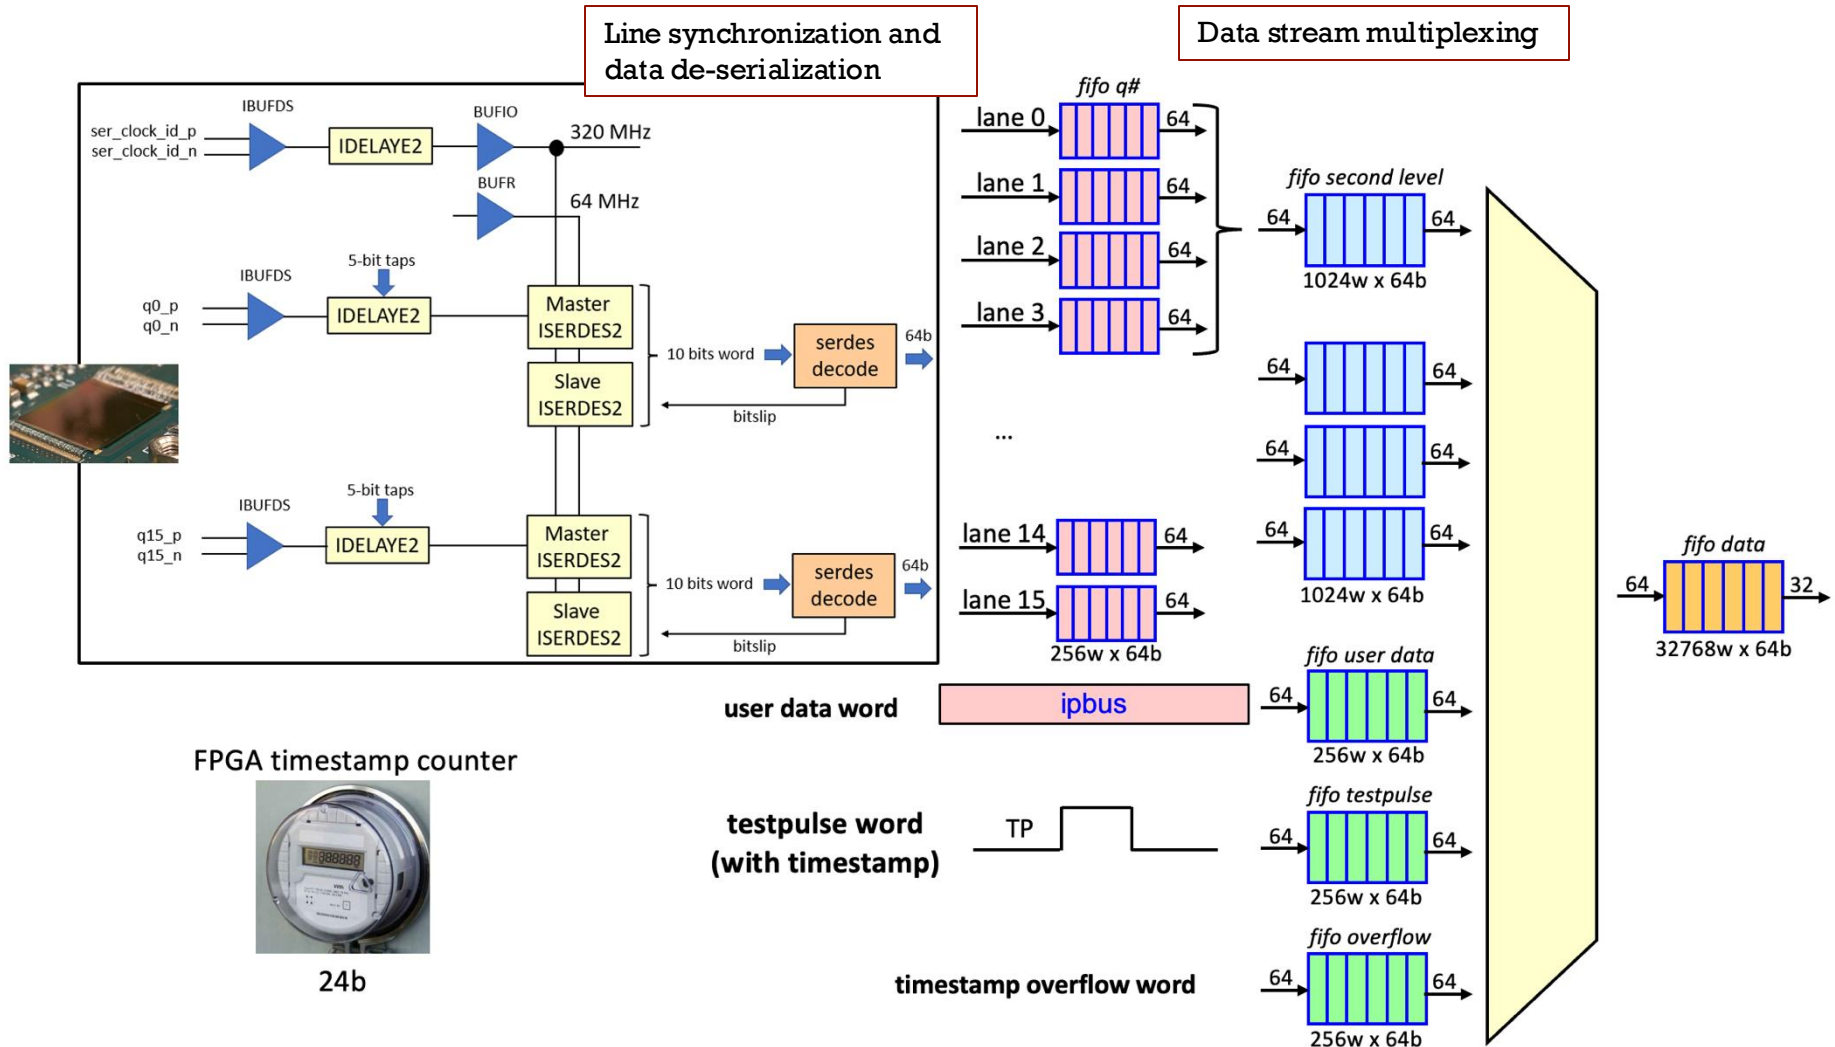 Line synchronization and
data de-serialization
Data stream multiplexing
IBUFDS
ser_clock_id_p
ser_clock_id_n
IDELAYE2
BUFIO
320 MHz
BUFR
64 MHz
5-bit taps
IBUFDS
q0_p
q0_n
IDELAYE2
Master
ISERDES2
Slave
ISERDES2
10 bits word
serdes
decode
64b
bitslip
5-bit taps
IBUFDS
q15_p
q15_n
IDELAYE2
Master
ISERDES2
Slave
ISERDES2
10 bits word
serdes
decode
64b
bitslip
fifo q#
lane 0
64
lane 1
64
lane 2
64
lane 3
64
...
lane 14
64
lane 15
64
256w x 64b
fifo second level
64
64
1024w x 64b
64
64
64
64
64
64
1024w x 64b
user data word
ipbus
fifo user data
64
64
256w x 64b
FPGA timestamp counter
24b
testpulse word
(with timestamp)
TP
fifo testpulse
64
64
256w x 64b
timestamp overflow word
fifo overflow
64
64
256w x 64b
fifo data
64
32
32768w x 64b